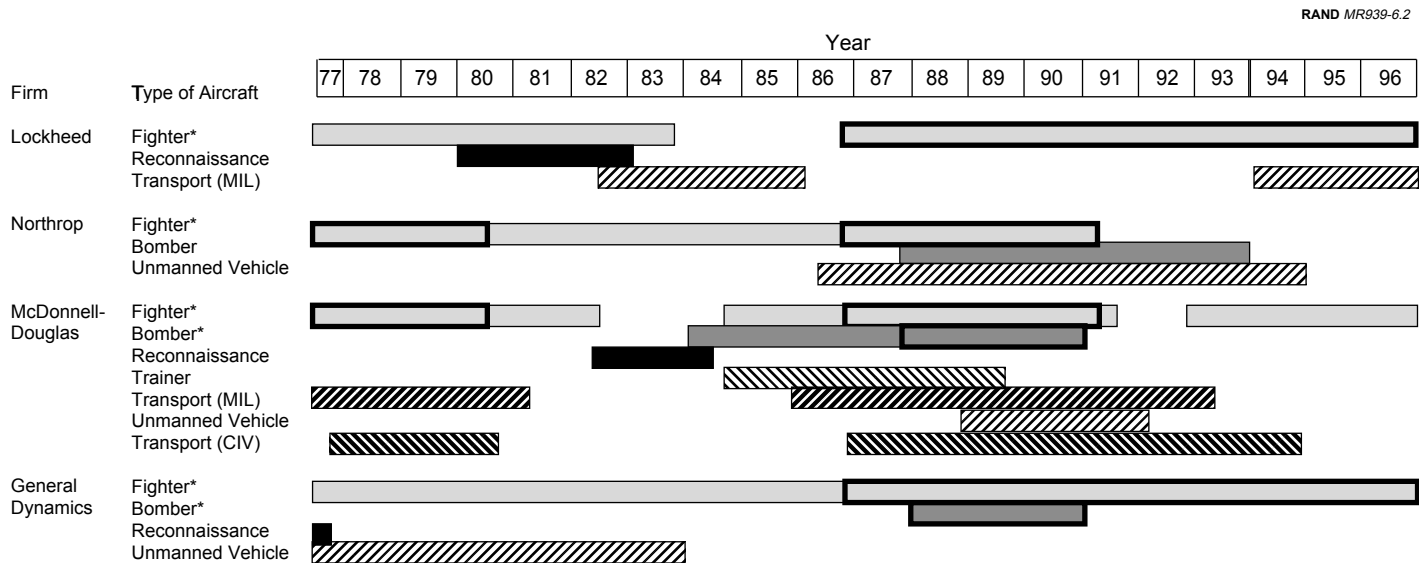 RAND MR939-6.2
Year
Firm Type of Aircraft 77 78 79 80 81 82 83 84 85 86 87 88 89 90 91 92 93 94 95 96
Lockheed Fighter*
Reconnaissance
Transport (MIL)
Northrop Fighter*
Bomber
Unmanned Vehicle
McDonnell- Fighter*
Douglas Bomber*
Reconnaissance
Trainer
Transport (MIL)
Unmanned Vehicle
Transport (CIV)
General Fighter*
Dynamics Bomber*
Reconnaissance
Unmanned Vehicle